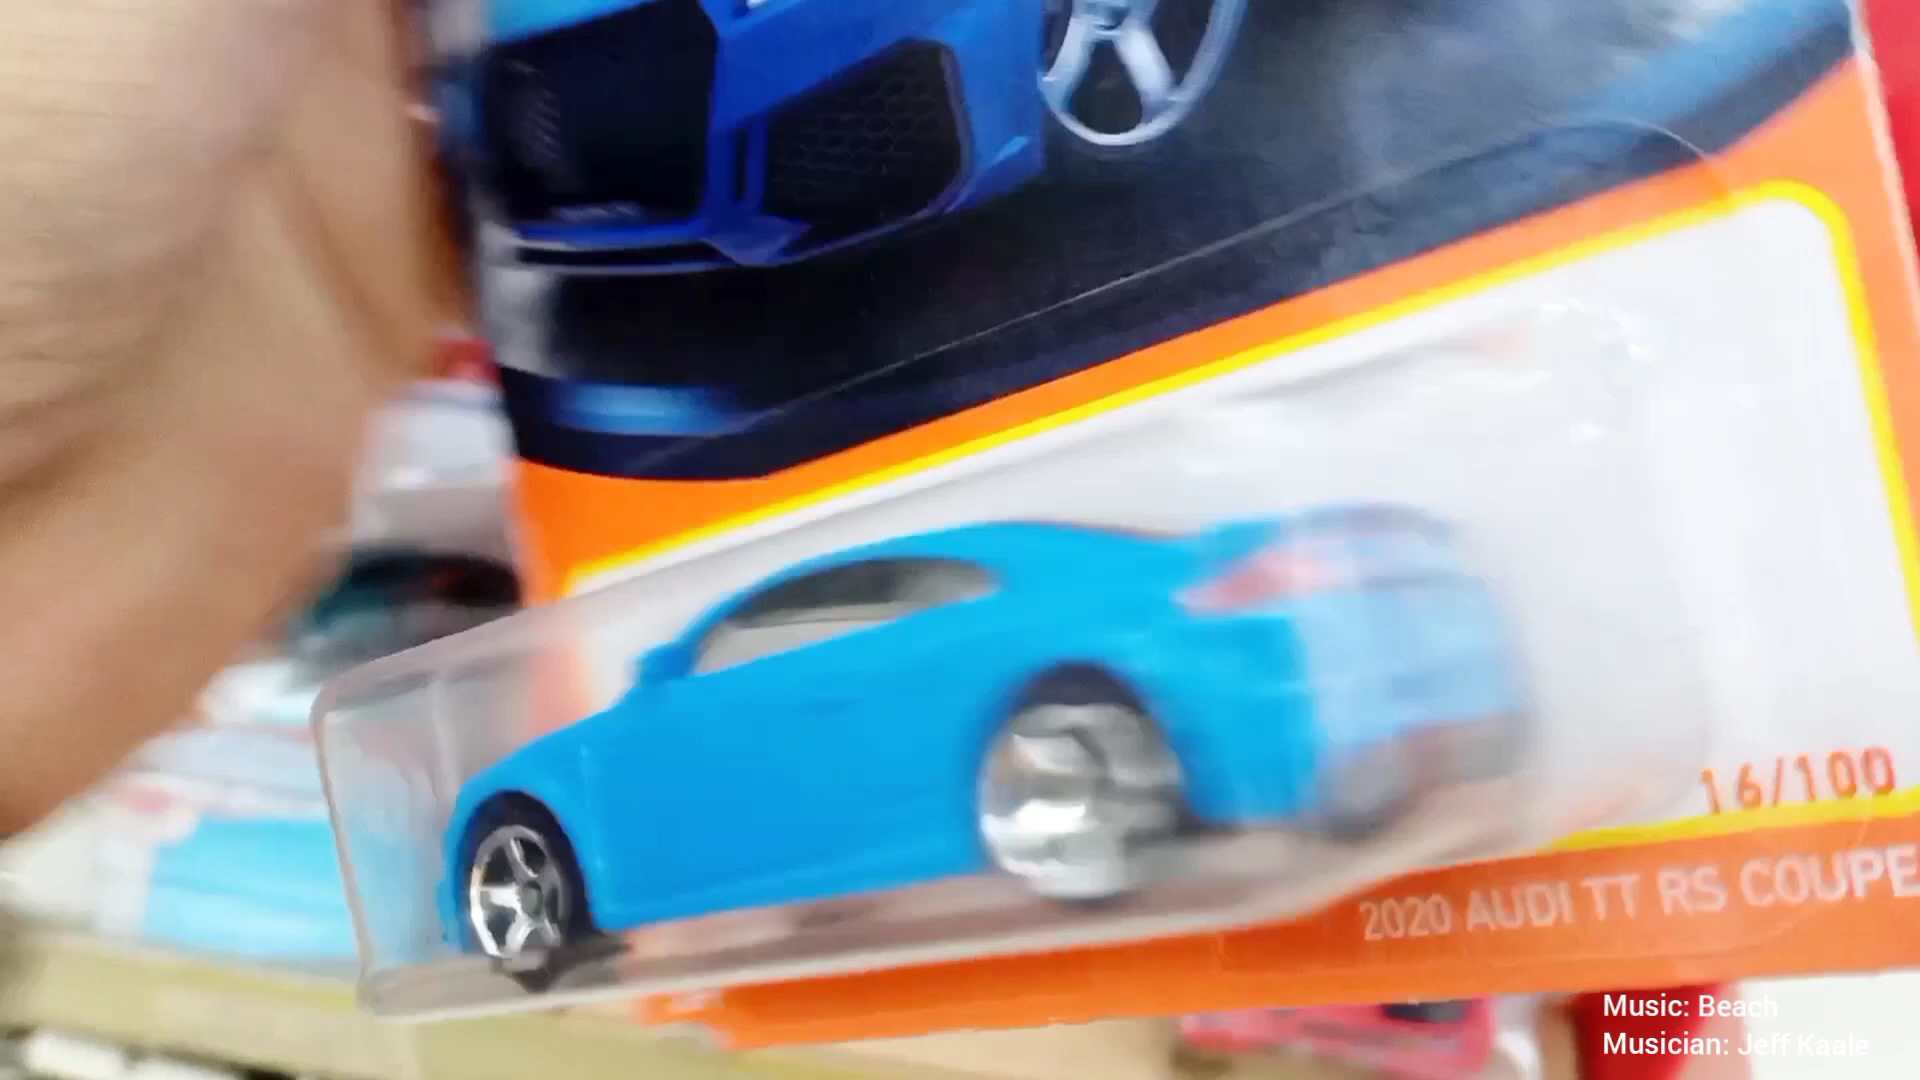 16/100
2020 AUDI TT RS COUPE
Music: Beach
Musician: Jeff Kaale